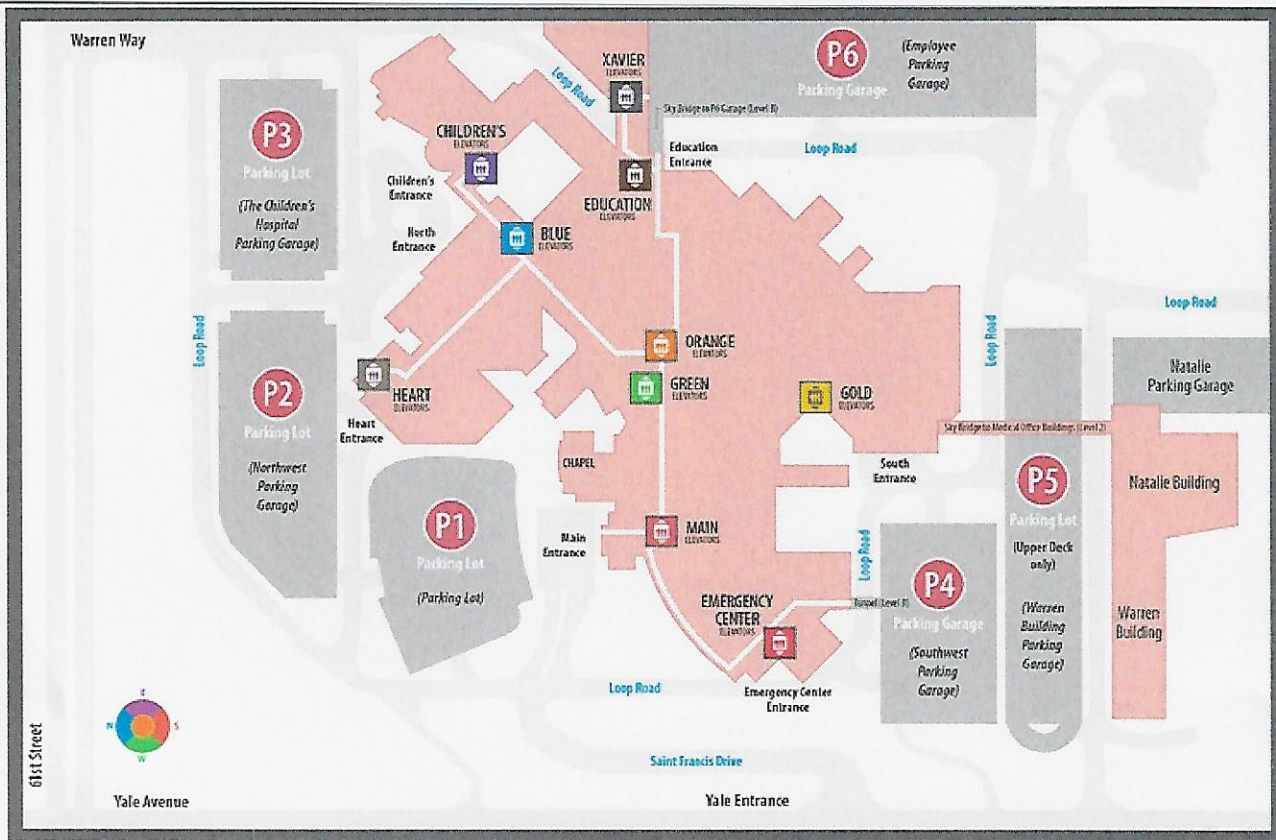 Warren Way
P3
Parking Lot
(The Children's
Hospital
Parking Garage)
Loop Road
P2
Parking Lot
(Northwest
Parking
Garage)
P1
Parking Lot
(Parking Lot)
CHILDREN'S
ELEVATORS
Children's
Entrance
North
Entrance
BLUE
ELEVATORS
HEART
ELEVATORS
Heart
Entrance
Loop Road
XAVIER
ELEVATORS
EDUCATION
ELEVATORS
Sky Bridge to P6 Garage (Level B)
Education
Entrance
P6
Parking Garage
(Employee
Parking
Garage)
Loop Road
ORANGE
ELEVATORS
GREEN
ELEVATORS
GOLD
ELEVATORS
CHAPEL
MAIN
ELEVATORS
Main
Entrance
EMERGENCY
CENTER
ELEVATORS
Emergency Center
Entrance
Tunnel (Level B)
South
Entrance
Sky Bridge to Medical Office Buildings (Level 2)
Loop Road
Loop Road
Natalie
Parking Garage
Natalie Building
Warren
Building
P5
Parking Lot
(Upper Deck
only)
(Warren
Building
Parking
Garage)
Loop Road
P4
Parking Garage
(Southwest
Parking
Garage)
Loop Road
Saint Francis Drive
Yale Entrance
Yale Avenue
61st Street
E
N
S
W